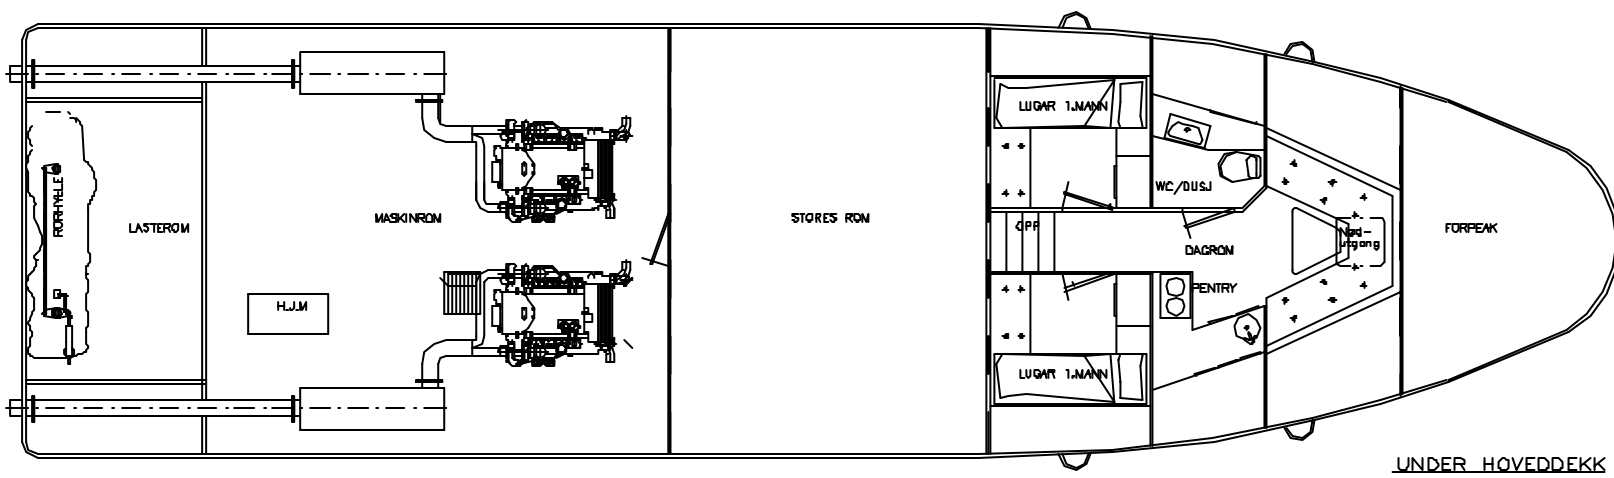 LUGAR 1.MANN
WC/DUSJ
RORHYLLE
LASTEROM
MASKINROM
STORES ROM
OPP
DAGROM
Nød-
utgang
FORPEAK
H.J.M
PENTRY
LUGAR 1.MANN
UNDER HOVEDDEKK